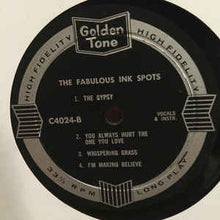 Golden
Tone
HIGH FIDELITY
HIGH FIDELITY
THE FABULOUS INK SPOTS
1. THE GYPSY
C4024-B
VOCALS
& INSTR.
2. YOU ALWAYS HURT THE
ONE YOU LOVE
3. WHISPERING GRASS
4. I'M MAKING BELIEVE
33⅓ RPM
LONG PLAY